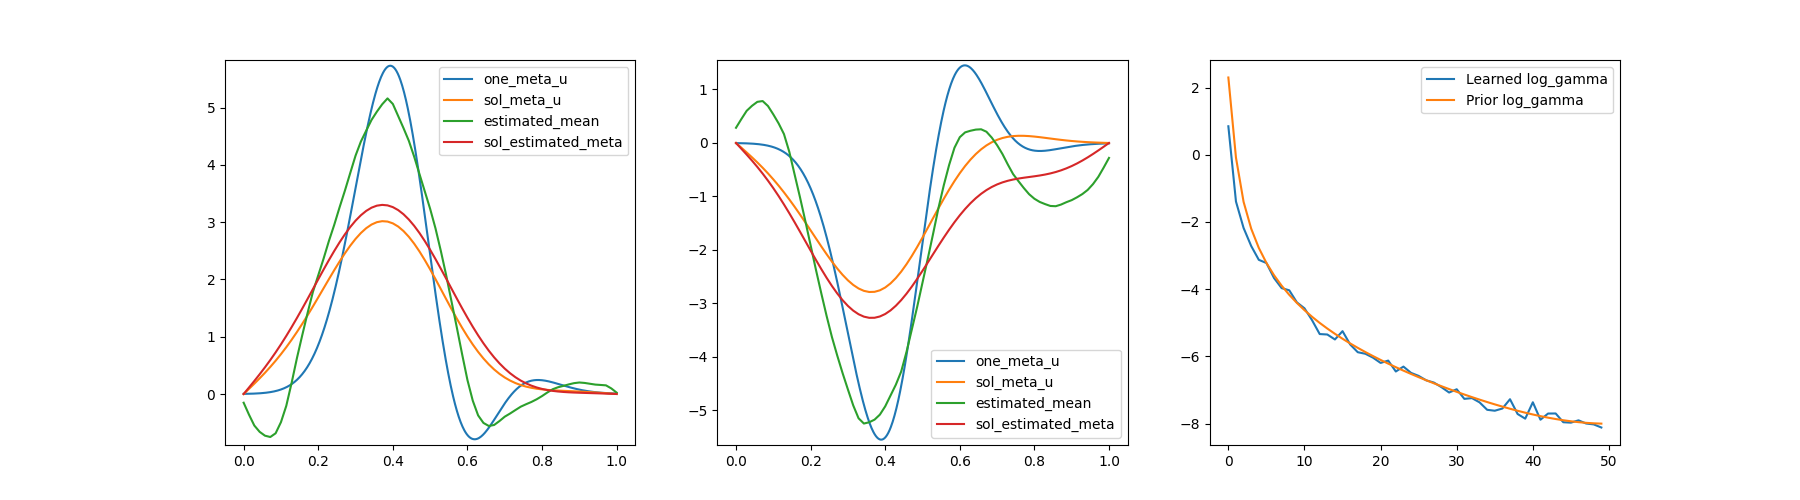 one_meta_u
sol_meta_u
estimated_mean
sol_estimated_meta
5
4
3
2
1
0
0.0 0.2 0.4 0.6 0.8 1.0
1
0
−1
−2
−3
−4
−5
one_meta_u
sol_meta_u
estimated_mean
sol_estimated_meta
0.0 0.2 0.4 0.6 0.8 1.0
Learned log_gamma
Prior log_gamma
2
0
−2
−4
−6
−8
0 10 20 30 40 50